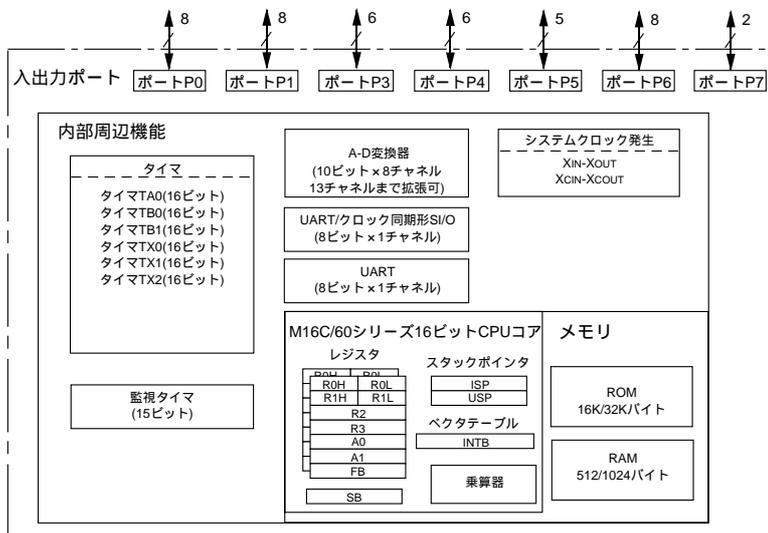 8
8
6
6
5
8
2
入出力ポート
ポートP0
ポートP1
ポートP3
ポートP4
ポートP5
ポートP6
ポートP7
内部周辺機能
タイマ
タイマTA0(16ビット)
タイマTB0(16ビット)
タイマTB1(16ビット)
タイマTX0(16ビット)
タイマTX1(16ビット)
タイマTX2(16ビット)
監視タイマ
(15ビット)
A-D変換器
(10ビット×8チャネル
13チャネルまで拡張可)
UART/クロック同期形SI/O
(8ビット×1チャネル)
UART
(8ビット×1チャネル)
システムクロック発生
XIN-XOUT
XCIN-XCOUT
M16C/60シリーズ16ビットCPUコア
レジスタ
R0H R0L
R0H R0L
R1H R1L
R2
R3
A0
A1
FB
SB
スタックポインタ
ISP
USP
ベクタテーブル
INTB
乗算器
メモリ
ROM
16K/32Kバイト
RAM
512/1024バイト